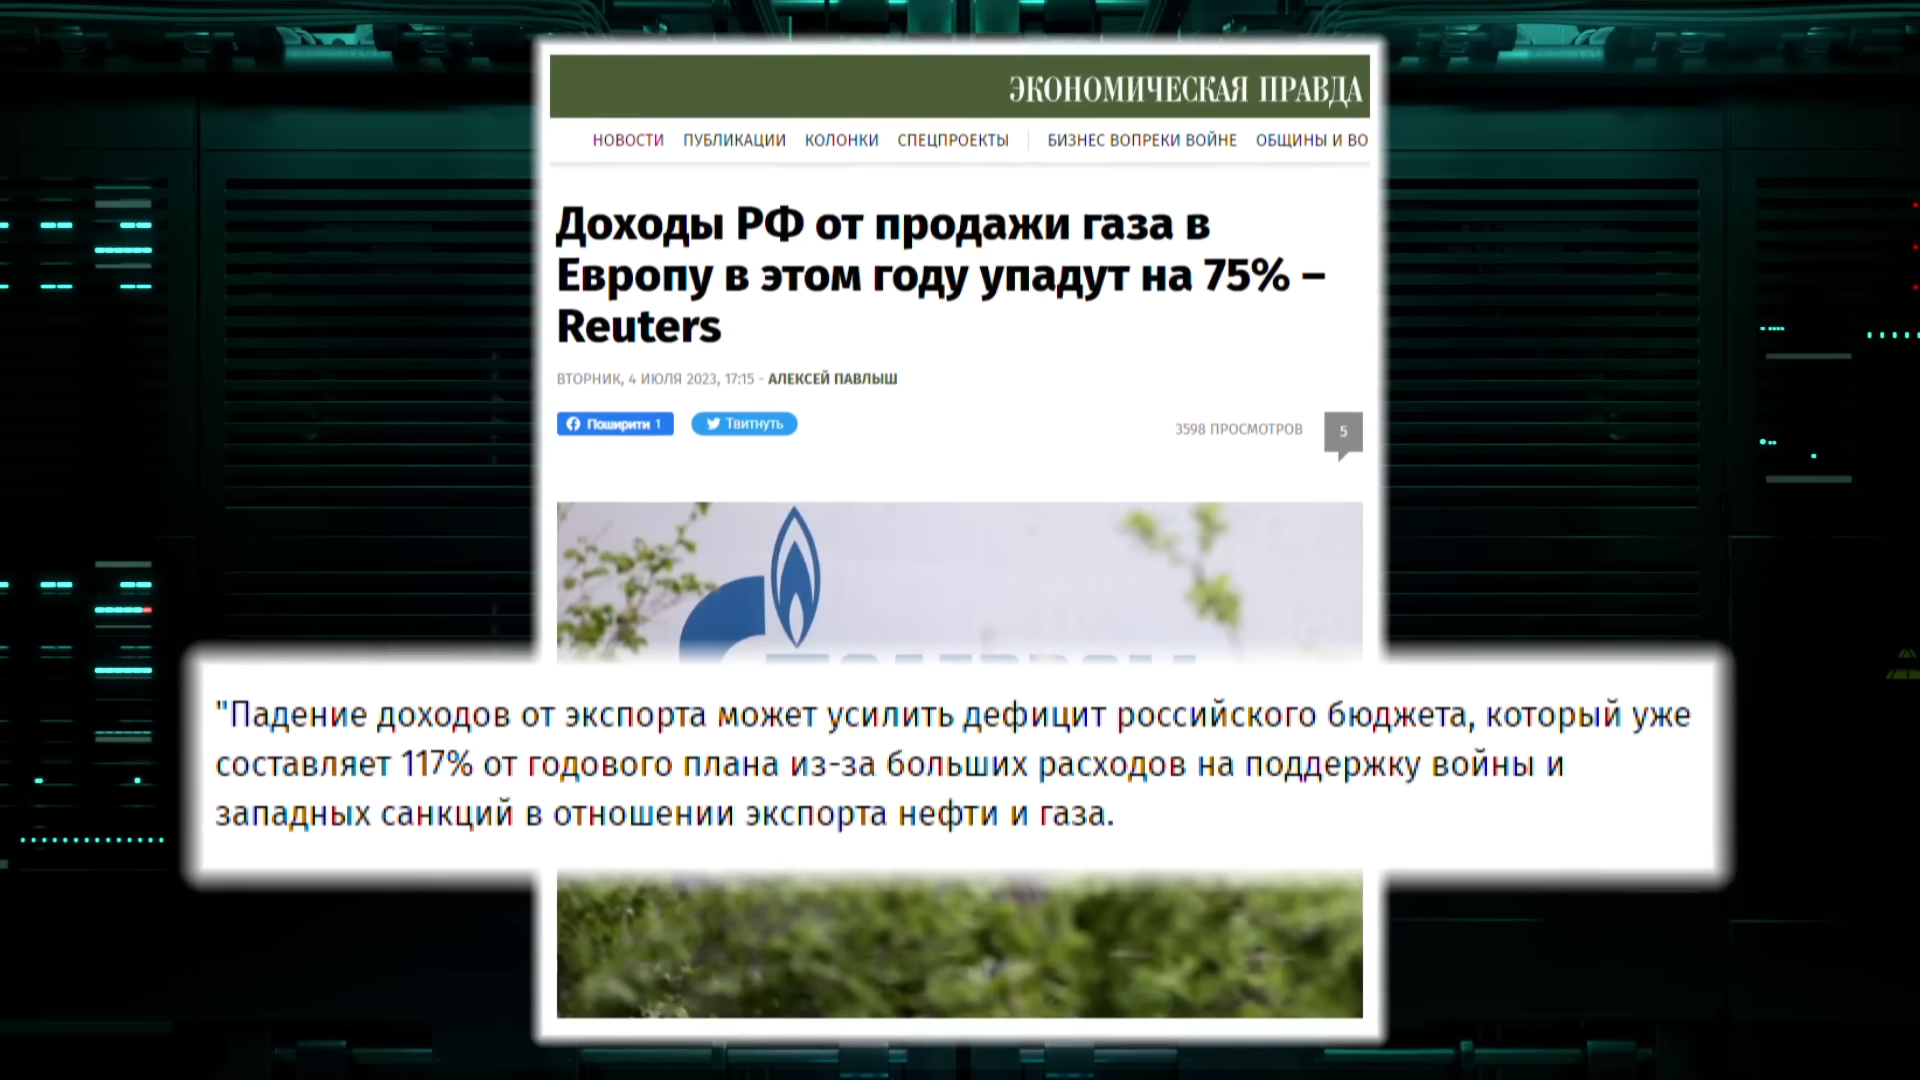 ЭКОНОМИЧЕСКАЯ ПРАВДА
НОВОСТИ ПУБЛИКАЦИИ КОЛОНКИ СПЕЦПРОЕКТЫ БИЗНЕС ВОПРЕКИ ВОЙНЕ ОБЩИНЫ И ВО
Доходы РФ от продажи газа в
Европу в этом году упадут на 75% –
Reuters
ВТОРНИК, 4 ИЮЛЯ 2023, 17:15 - АЛЕКСЕЙ ПАВЛЫШ
Поширити 1 Твитнуть
3598 ПРОСМОТРОВ 5
"Падение доходов от экспорта может усилить дефицит российского бюджета, который уже
составляет 117% от годового плана из-за больших расходов на поддержку войны и
западных санкций в отношении экспорта нефти и газа.